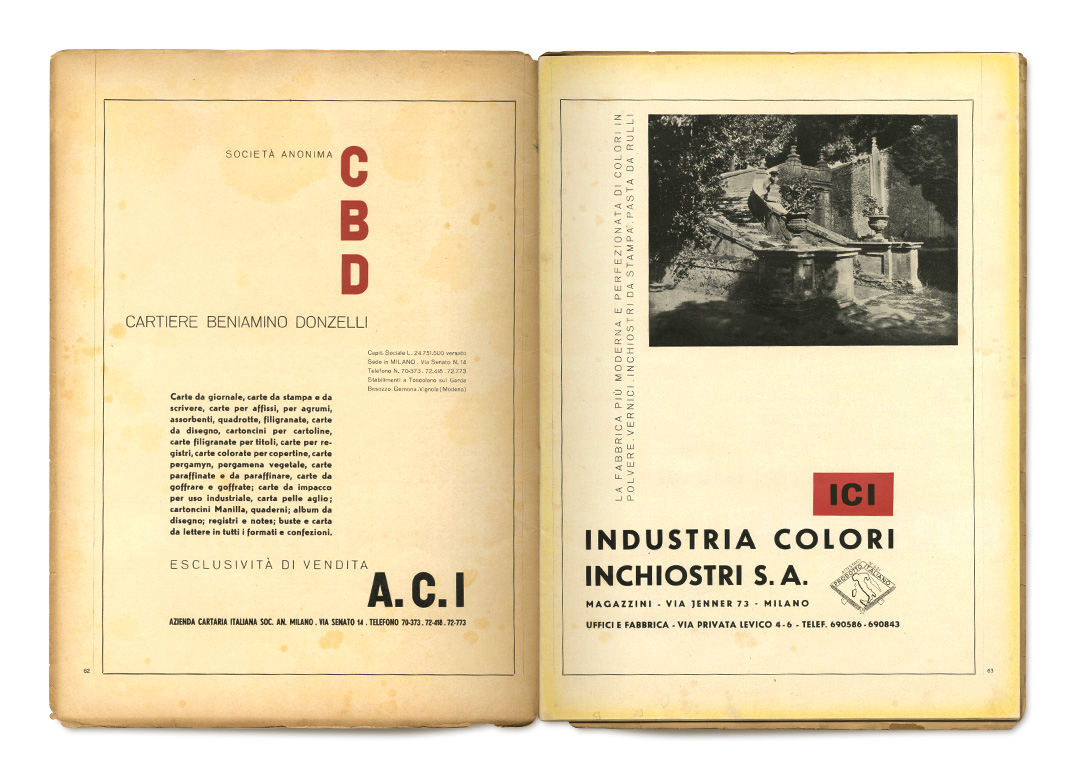 SOCIETÀ ANONIMA
C
B
D
CARTIERE BENIAMINO DONZELLI
Capit. Sociale L. 24.751.500 versato
Sede in MILANO . Via Senato N. 14
Telefono N. 70-373 . 72.418 . 72.773
Stabilimenti a Toscolano sul Garda
Besozzo. Gemona. Vignola (Modena)
Carte da giornale, carte da stampa e da
scrivere, carte per affissi, per agrumi,
assorbenti, quadrotte, filigranate, carte
da disegno, cartoncini per cartoline,
carte filigranate per titoli, carte per re-
gistri, carte colorate per copertine, carte
pergamyn, pergamena vegetale, carte
paraffinate e da paraffinare, carte da
goffrare e goffrate; carte da impacco
per uso industriale, carta pelle aglio;
cartoncini Manilla, quaderni; album da
disegno; registri e notes; buste e carta
da lettere in tutti i formati e confezioni.
ESCLUSIVITÀ DI VENDITA
A.C.I
AZIENDA CARTARIA ITALIANA SOC. AN. MILANO . VIA SENATO 14 . TELEFONO 70-373 . 72-418 . 72-773
62
LA FABBRICA PIÙ MODERNA E PERFEZIONATA DI COLORI IN
POLVERE. VERNICI. INCHIOSTRI DA STAMPA. PASTA DA RULLI
ICI
INDUSTRIA COLORI
INCHIOSTRI S. A.
PRODOTTO ITALIANO
MAGAZZINI - VIA JENNER 73 - MILANO
UFFICI E FABBRICA - VIA PRIVATA LEVICO 4-6 - TELEF. 690586-690843
63